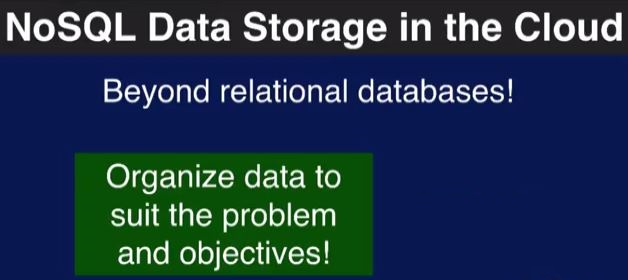 NoSQL Data Storage in the Cloud
Beyond relational databases!
Organize data to
suit the problem
and objectives!